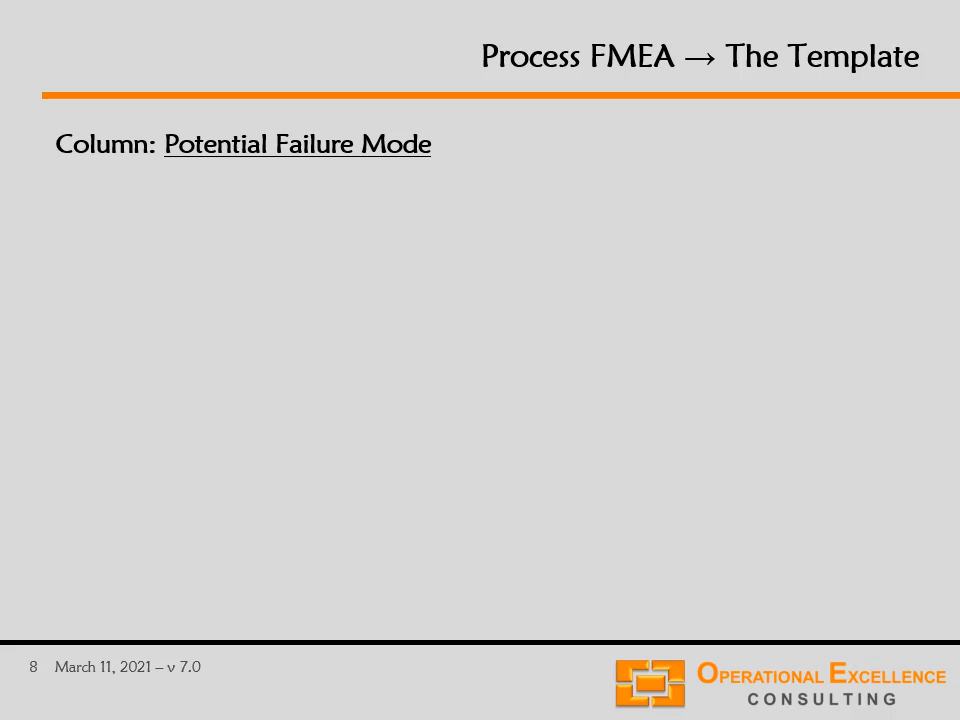 Process FMEA → The Template
Column: Potential Failure Mode
8 March 11, 2021 – v 7.0
OPERATIONAL EXCELLENCE
CONSULTING